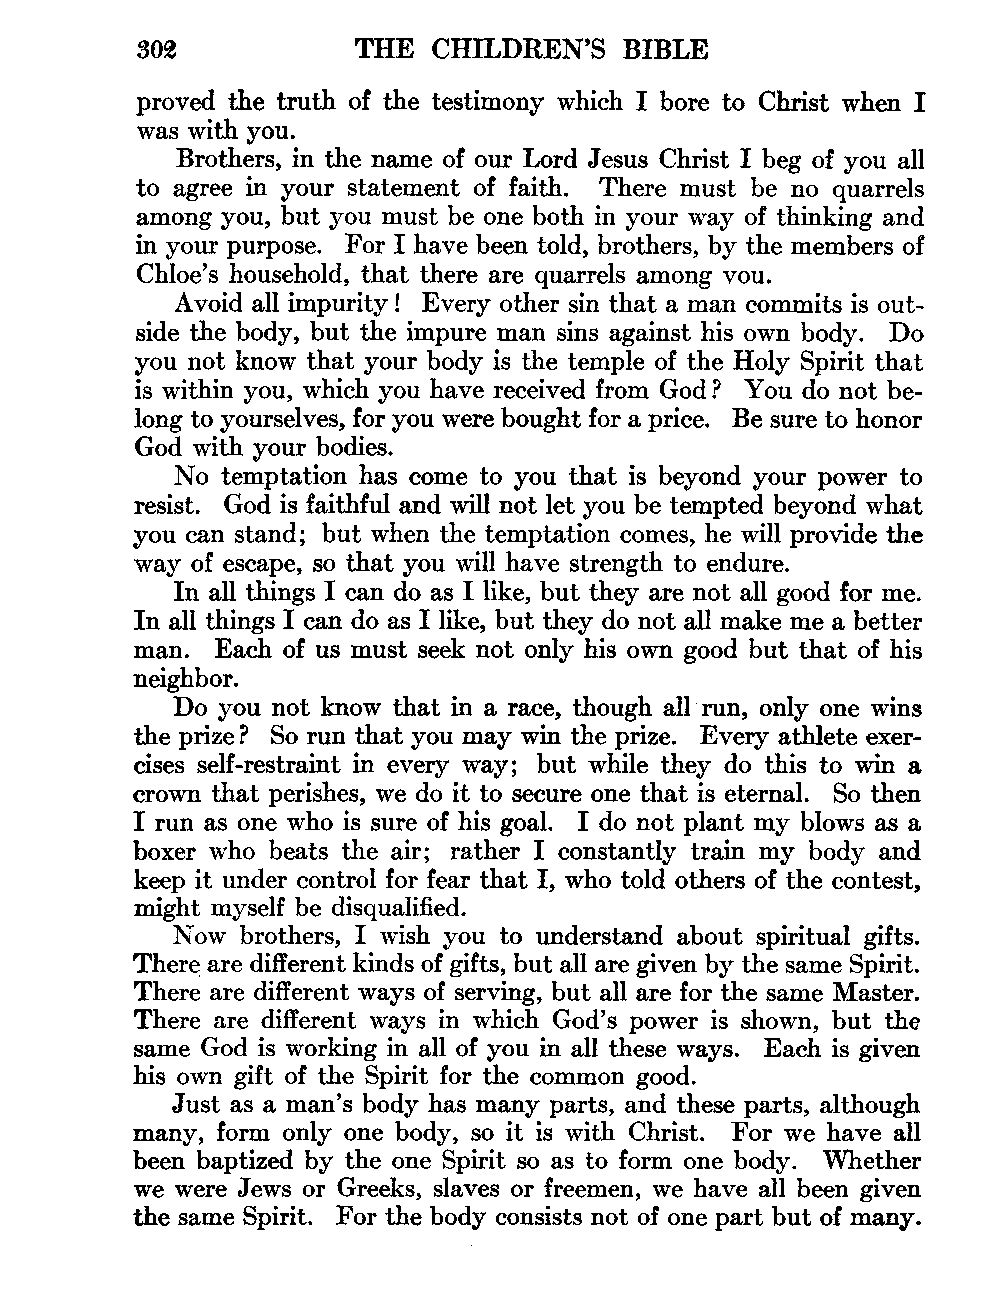 302 THE CHILDREN'S BIBLE
proved the truth of the testimony which I bore to Christ when I
was with you.
Brothers, in the name of our Lord Jesus Christ I beg of you all
to agree in your statement of faith. There must be no quarrels
among you, but you must be one both in your way of thinking and
in your purpose. For I have been told, brothers, by the members of
Chloe's household, that there are quarrels among you.
Avoid all impurity! Every other sin that a man commits is out-
side the body, but the impure man sins against his own body. Do
you not know that your body is the temple of the Holy Spirit that
is within you, which you have received from God? You do not be-
long to yourselves, for you were bought for a price. Be sure to honor
God with your bodies.
No temptation has come to you that is beyond your power to
resist. God is faithful and will not let you be tempted beyond what
you can stand; but when the temptation comes, he will provide the
way of escape, so that you will have strength to endure.
In all things I can do as I like, but they are not all good for me.
In all things I can do as I like, but they do not all make me a better
man. Each of us must seek not only his own good but that of his
neighbor.
Do you not know that in a race, though all run, only one wins
the prize? So run that you may win the prize. Every athlete exer-
cises self-restraint in every way; but while they do this to win a
crown that perishes, we do it to secure one that is eternal. So then
I run as one who is sure of his goal. I do not plant my blows as a
boxer who beats the air; rather I constantly train my body and
keep it under control for fear that I, who told others of the contest,
might myself be disqualified.
Now brothers, I wish you to understand about spiritual gifts.
There are different kinds of gifts, but all are given by the same Spirit.
There are different ways of serving, but all are for the same Master.
There are different ways in which God's power is shown, but the
same God is working in all of you in all these ways. Each is given
his own gift of the Spirit for the common good.
Just as a man's body has many parts, and these parts, although
many, form only one body, so it is with Christ. For we have all
been baptized by the one Spirit so as to form one body. Whether
we were Jews or Greeks, slaves or freemen, we have all been given
the same Spirit. For the body consists not of one part but of many.